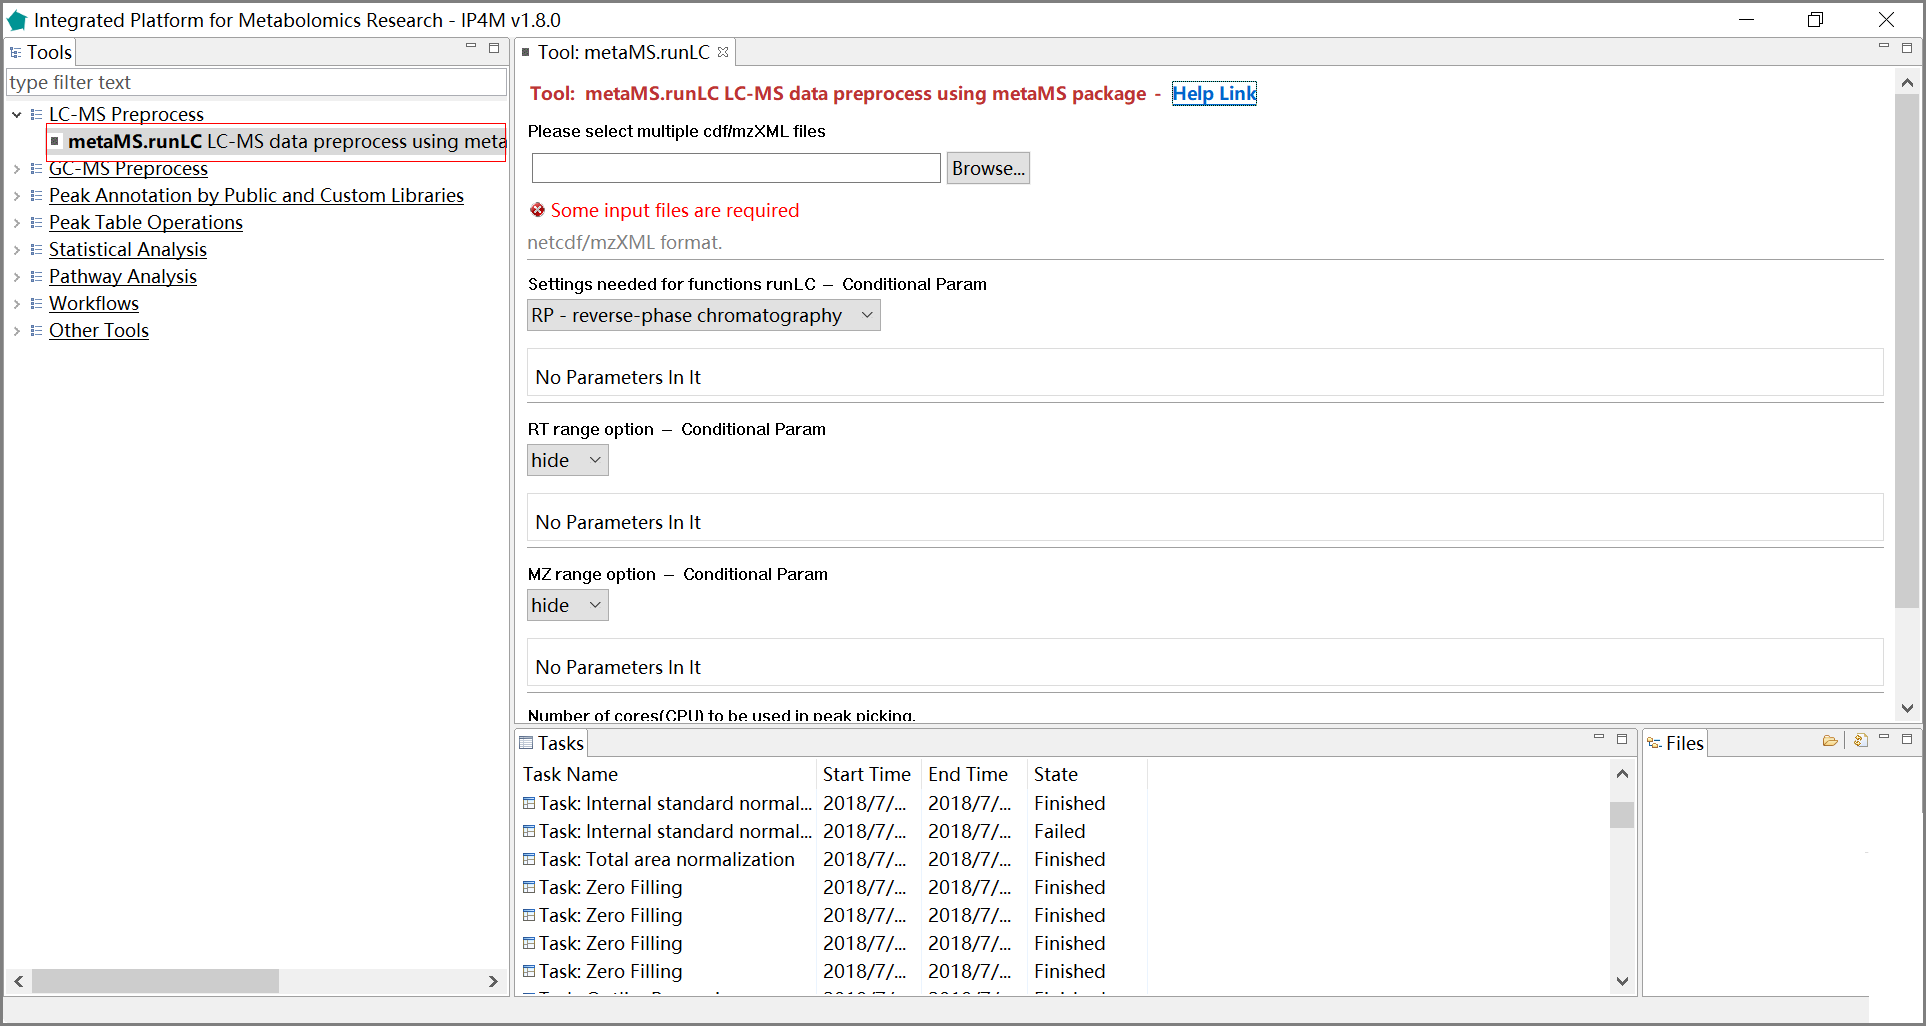 Integrated Platform for Metabolomics Research - IP4M v1.8.0
Tools
type filter text
LC-MS Preprocess
metaMS.runLC LC-MS data preprocess using meta
GC-MS Preprocess
Peak Annotation by Public and Custom Libraries
Peak Table Operations
Statistical Analysis
Pathway Analysis
Workflows
Other Tools
Tool: metaMS.runLC
Tool: metaMS.runLC LC-MS data preprocess using metaMS package - Help Link
Please select multiple cdf/mzXML files
Browse...
Some input files are required
netcdf/mzXML format.
Settings needed for functions runLC – Conditional Param
RP - reverse-phase chromatography
No Parameters In It
RT range option – Conditional Param
hide
No Parameters In It
MZ range option – Conditional Param
hide
No Parameters In It
Number of cores(CPU) to be used in peak picking.
Tasks
Task Name Start Time End Time State
Task: Internal standard normal... 2018/7/... 2018/7/... Finished
Task: Internal standard normal... 2018/7/... 2018/7/... Failed
Task: Total area normalization 2018/7/... 2018/7/... Finished
Task: Zero Filling 2018/7/... 2018/7/... Finished
Task: Zero Filling 2018/7/... 2018/7/... Finished
Task: Zero Filling 2018/7/... 2018/7/... Finished
Task: Zero Filling 2018/7/... 2018/7/... Finished
Files